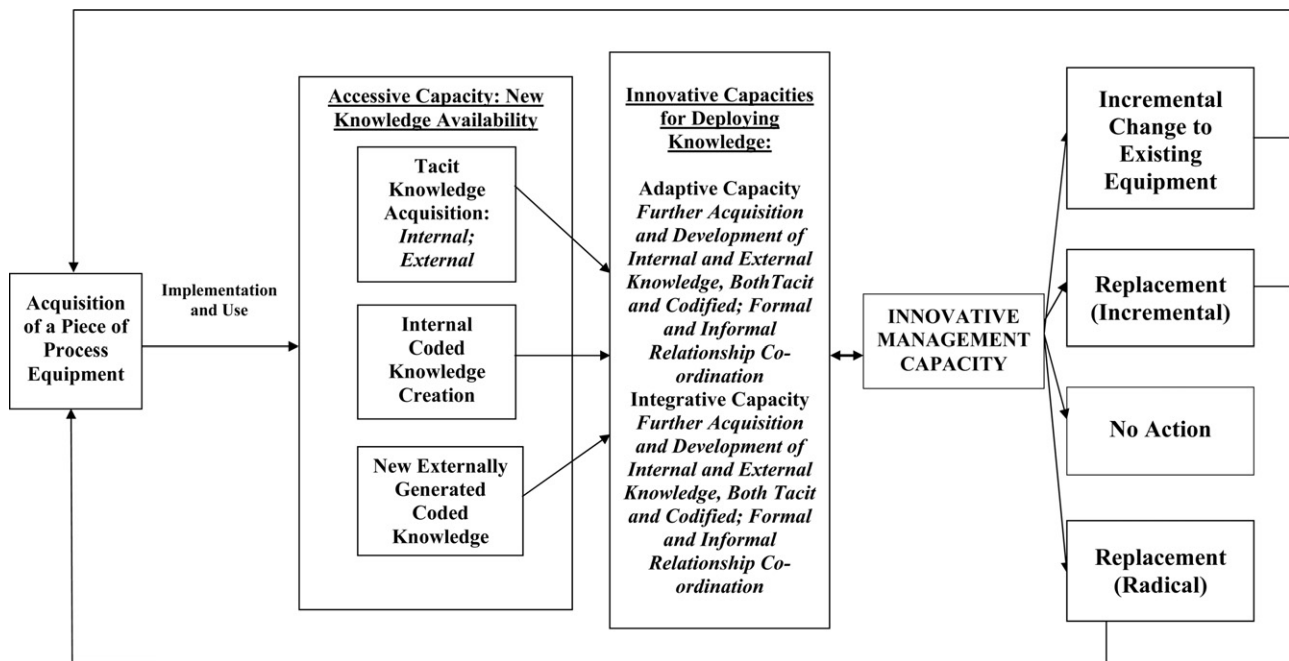 Acquisition
of a Piece of
Process
Equipment
Implementation
and Use
Accessive Capacity: New
Knowledge Availability
Tacit
Knowledge
Acquisition:
Internal;
External
Internal
Coded
Knowledge
Creation
New Externally
Generated
Coded
Knowledge
Innovative Capacities
for Deploying
Knowledge:
Adaptive Capacity
Further Acquisition
and Development of
Internal and External
Knowledge, BothTacit
and Codified; Formal
and Informal
Relationship Co-
ordination
Integrative Capacity
Further Acquisition
and Development of
Internal and External
Knowledge, Both Tacit
and Codified; Formal
and Informal
Relationship Co-
ordination
INNOVATIVE
MANAGEMENT
CAPACITY
Incremental
Change to
Existing
Equipment
Replacement
(Incremental)
No Action
Replacement
(Radical)